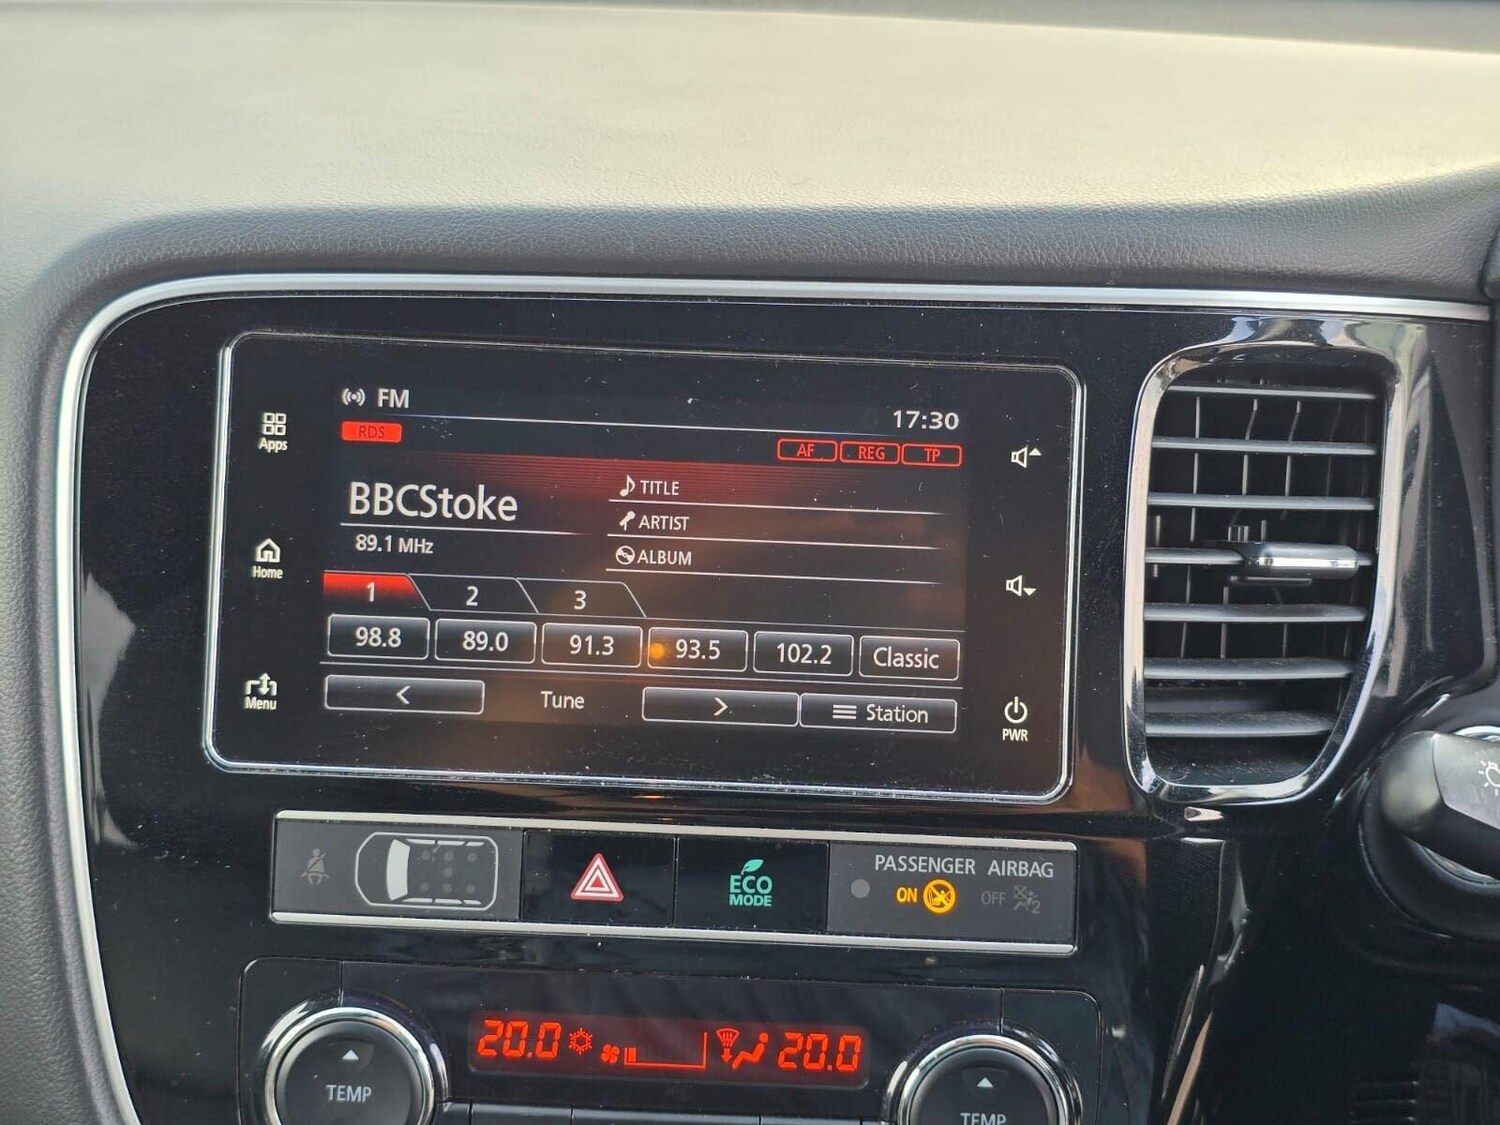 FM
17:30
RDS
AF REG TP
Apps
BBCStoke
TITLE
89.1 MHz
ARTIST
ALBUM
Home
1 2 3
98.8 89.0 91.3 93.5 102.2 Classic
< Tune > Station
Menu
PWR
ECO
MODE
PASSENGER AIRBAG
ON OFF 2
20.0 20.0
TEMP
TEMP